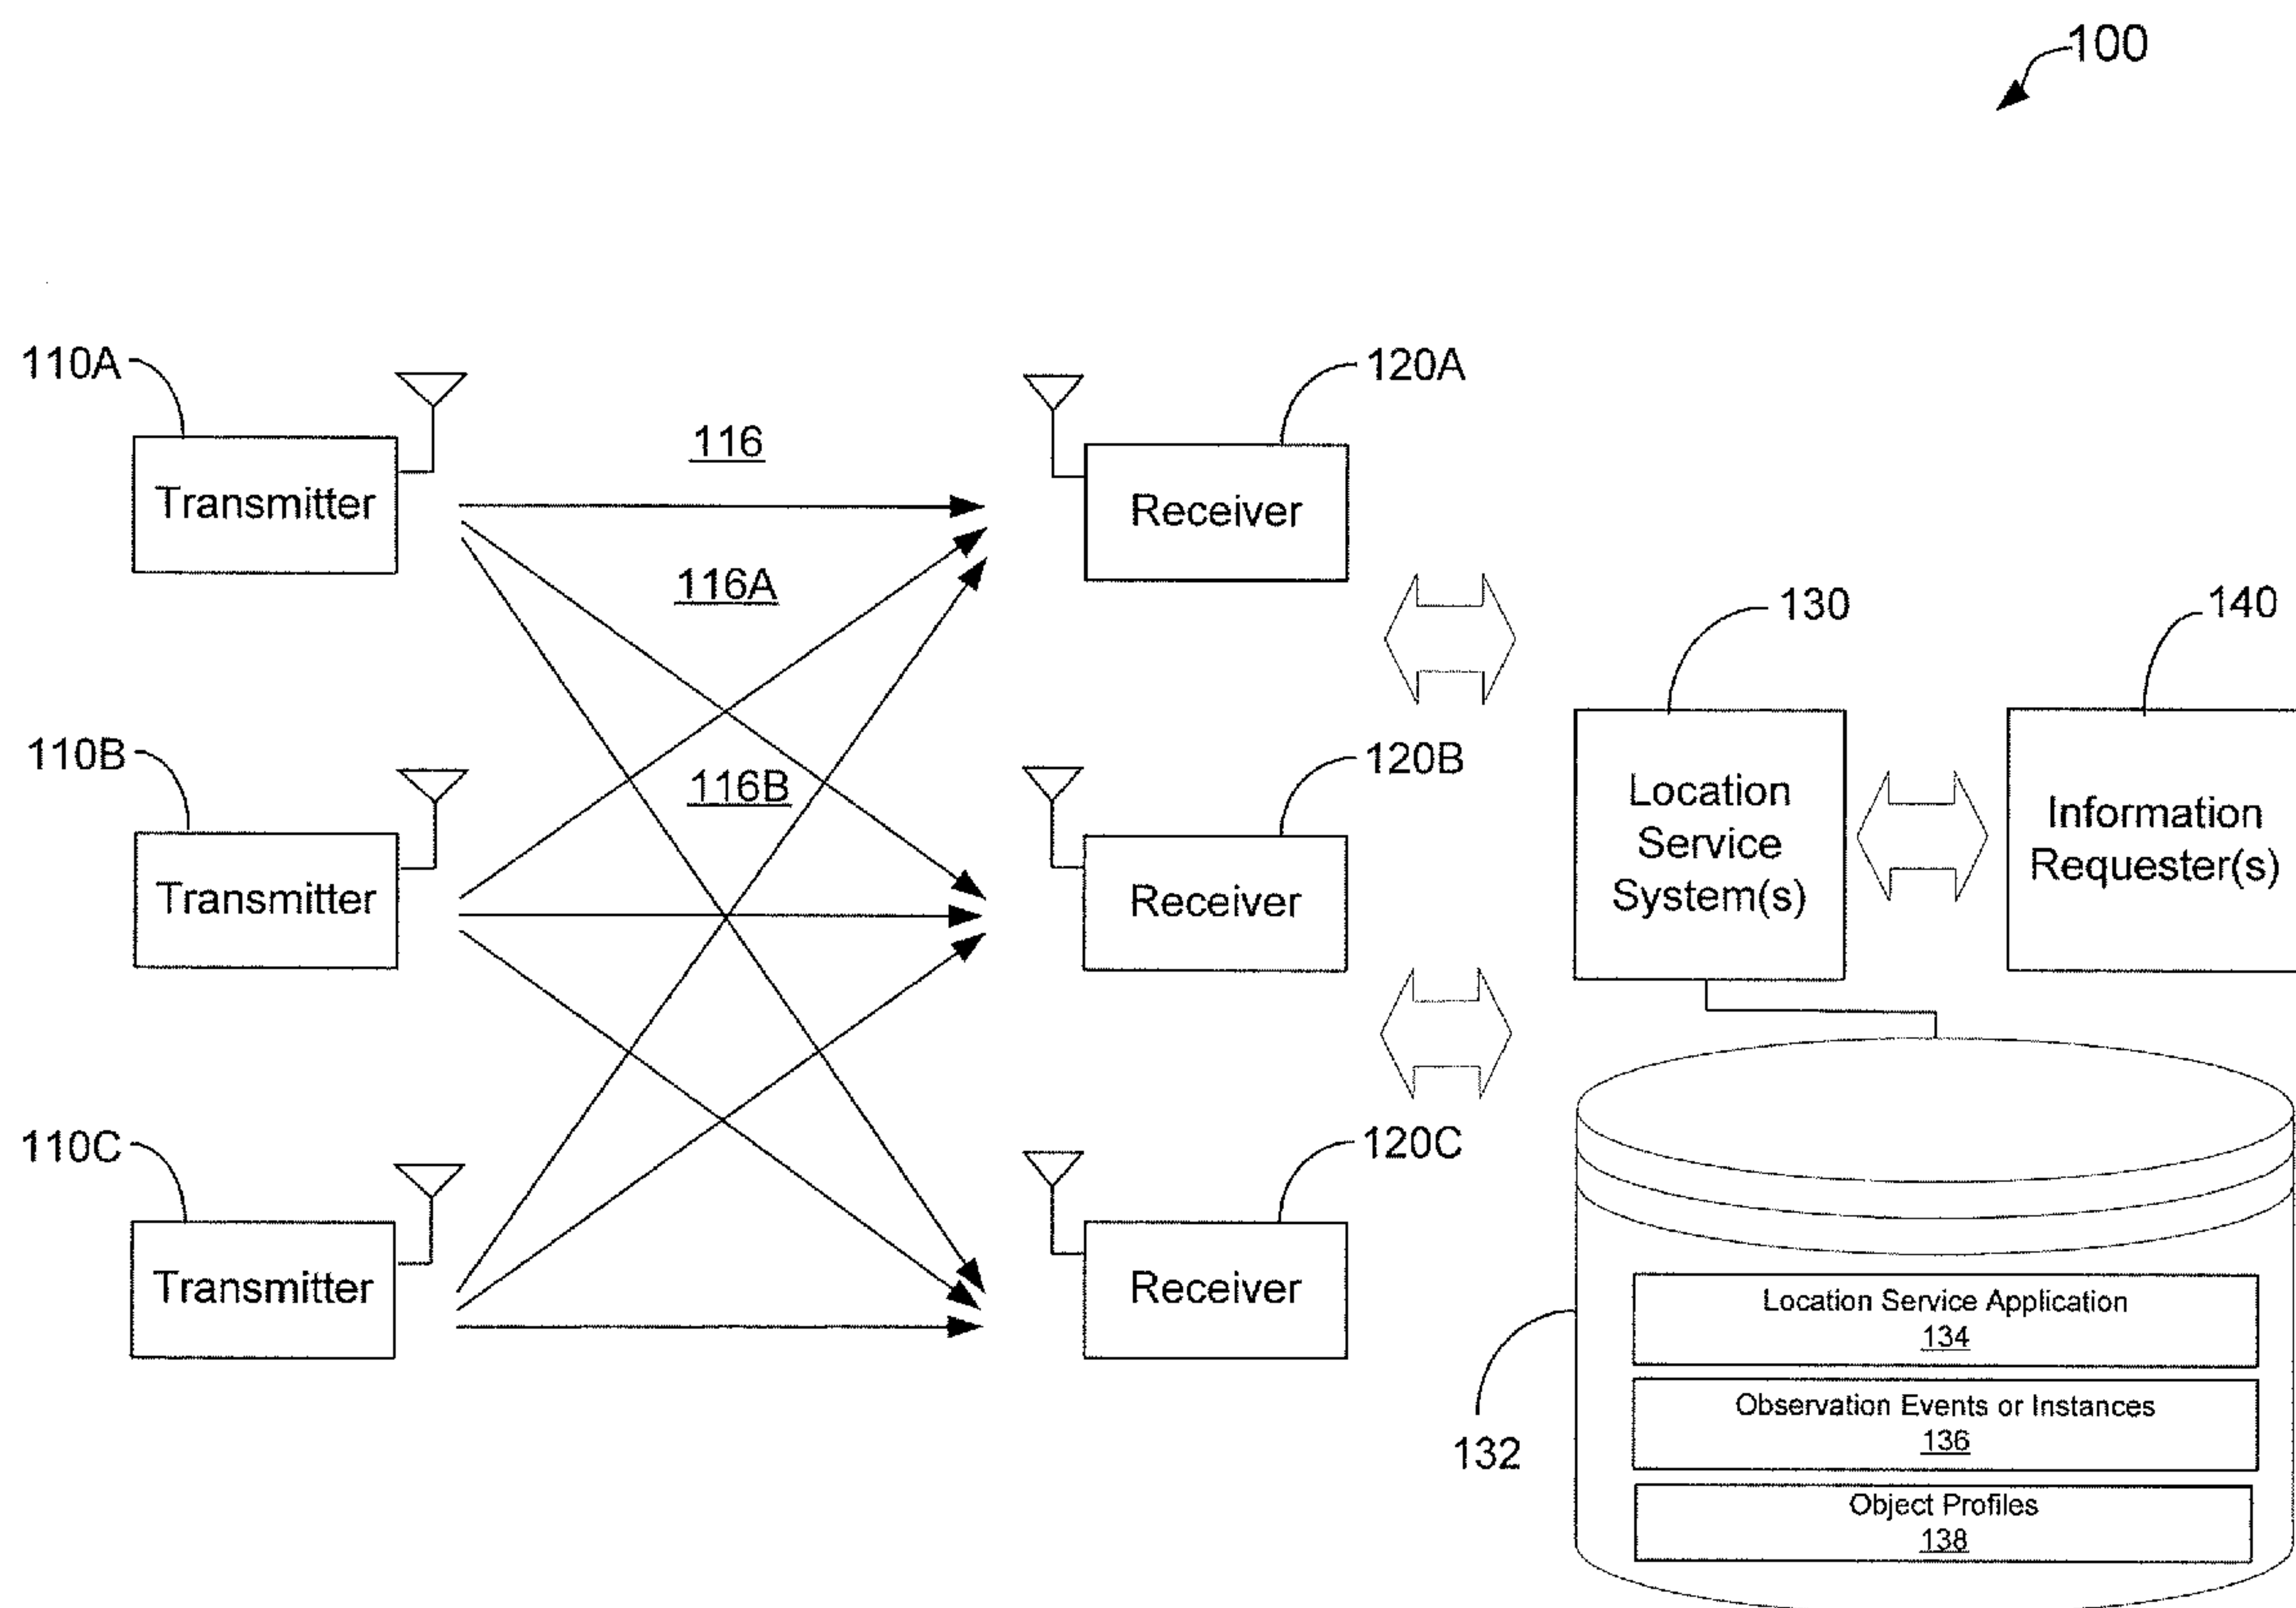 100
110A
Transmitter
116
120A
Receiver
116A
130
140
110B
Transmitter
116B
120B
Receiver
Location
Service
System(s)
Information
Requester(s)
110C
Transmitter
120C
Receiver
132
Location Service Application
134
Observation Events or Instances
136
Object Profiles
138